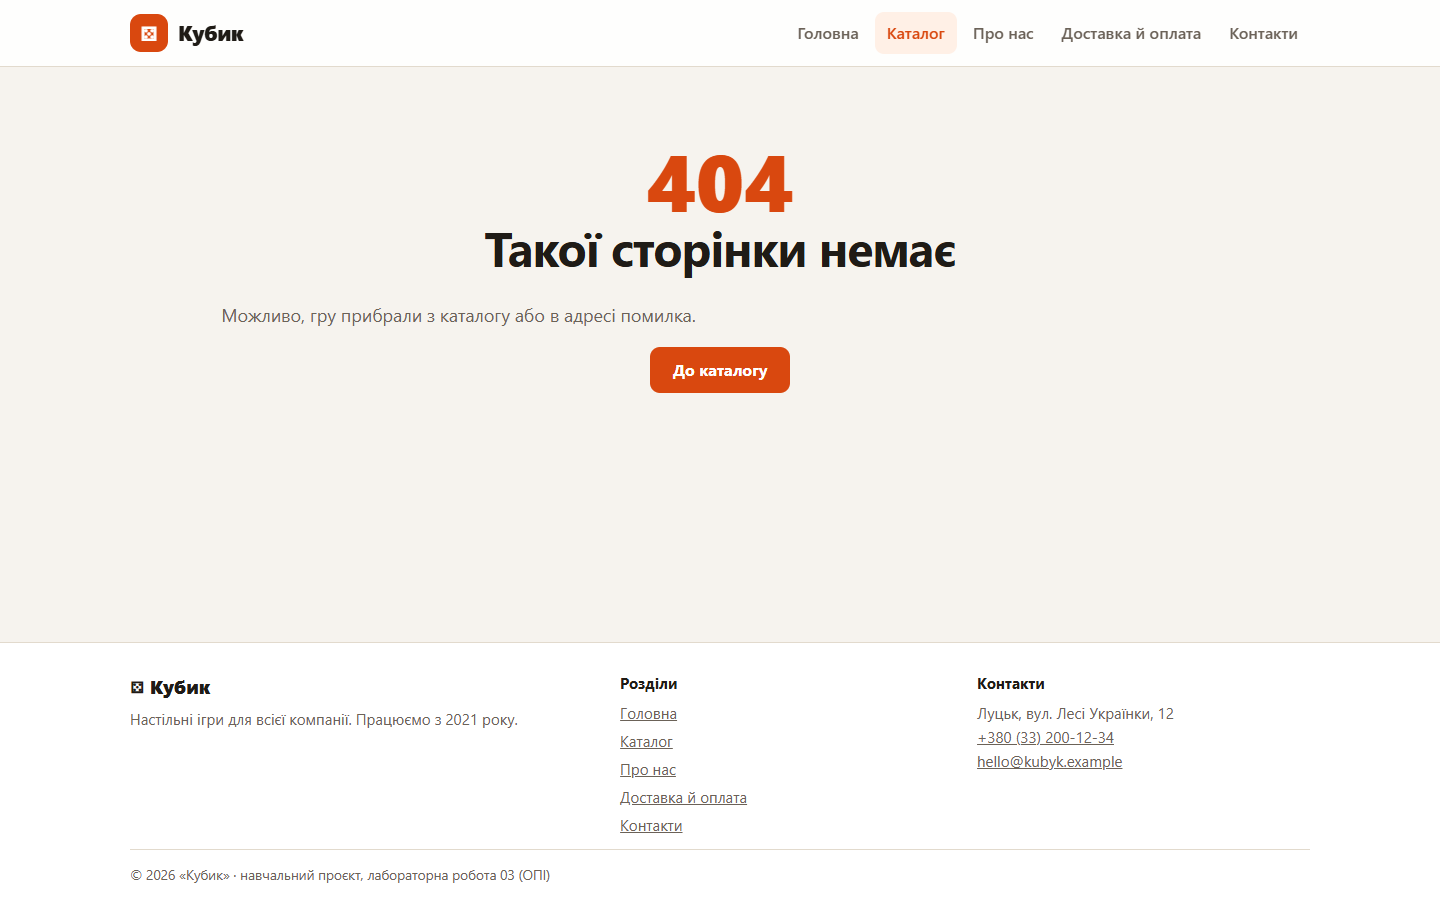 Кубик
Головна
Каталог
Про нас
Доставка й оплата
Контакти
404
Такої сторінки немає
Можливо, гру прибрали з каталогу або в адресі помилка.
До каталогу
Кубик
Настільні ігри для всієї компанії. Працюємо з 2021 року.
Розділи
Головна
Каталог
Про нас
Доставка й оплата
Контакти
Контакти
Луцьк, вул. Лесі Українки, 12
+380 (33) 200-12-34
hello@kubyk.example
© 2026 «Кубик» · навчальний проєкт, лабораторна робота 03 (ОПІ)